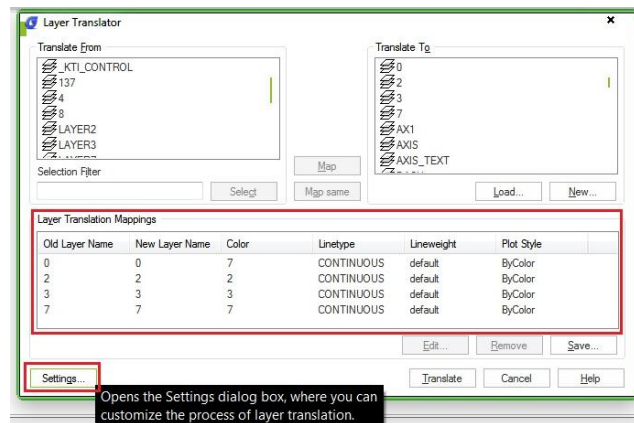 Layer Translator
Translate From
Translate To
_KTI_CONTROL
137
4
8
LAYER2
LAYER3
0
2
3
7
AX1
AXIS
AXIS_TEXT
Selection Filter
Map
Select
Map same
Load...
New...
Layer Translation Mappings
Old Layer Name New Layer Name Color Linetype Lineweight Plot Style
0 0 7 CONTINUOUS default ByColor
2 2 2 CONTINUOUS default ByColor
3 3 3 CONTINUOUS default ByColor
7 7 7 CONTINUOUS default ByColor
Edit... Remove Save...
Settings... Translate Cancel Help
Opens the Settings dialog box, where you can
customize the process of layer translation.